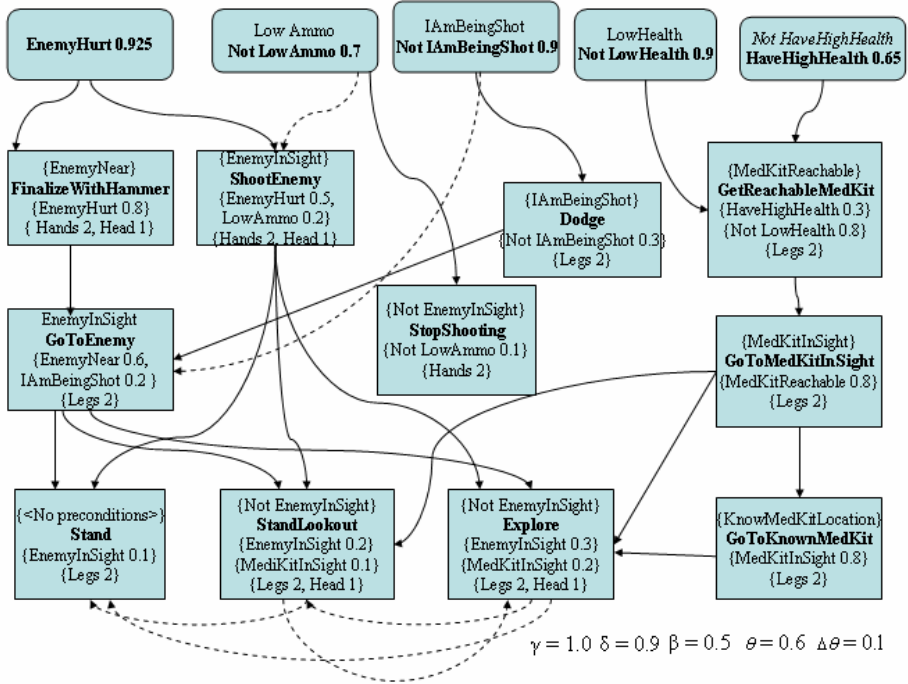 EnemyHurt 0.925
Low Ammo
Not LowAmmo 0.7
IAmBeingShot
Not IAmBeingShot 0.9
LowHealth
Not LowHealth 0.9
Not HaveHighHealth
HaveHighHealth 0.65
{EnemyNear}
FinalizeWithHammer
{EnemyHurt 0.8}
{ Hands 2, Head 1}
{EnemyInSight}
ShootEnemy
{EnemyHurt 0.5,
LowAmmo 0.2}
{Hands 2, Head 1}
{IAmBeingShot}
Dodge
{Not IAmBeingShot 0.3}
{Legs 2}
{MedKitReachable}
GetReachableMedKit
{HaveHighHealth 0.3}
{Not LowHealth 0.8}
{Legs 2}
EnemyInSight
GoToEnemy
{EnemyNear 0.6,
IAmBeingShot 0.2 }
{Legs 2}
{Not EnemyInSight}
StopShooting
{Not LowAmmo 0.1}
{Hands 2}
{MedKitInSight}
GoToMedKitInSight
{MedKitReachable 0.8}
{Legs 2}
{<No preconditions>}
Stand
{EnemyInSight 0.1}
{Legs 2}
{Not EnemyInSight}
StandLookout
{EnemyInSight 0.2}
{MediKitInSight 0.1}
{Legs 2, Head 1}
{Not EnemyInSight}
Explore
{EnemyInSight 0.3}
{MedKitInSight 0.2}
{Legs 2, Head 1}
{KnowMedKitLocation}
GoToKnownMedKit
{MedKitInSight 0.8}
{Legs 2}
γ = 1.0 δ = 0.9 β = 0.5 θ = 0.6 Δθ = 0.1